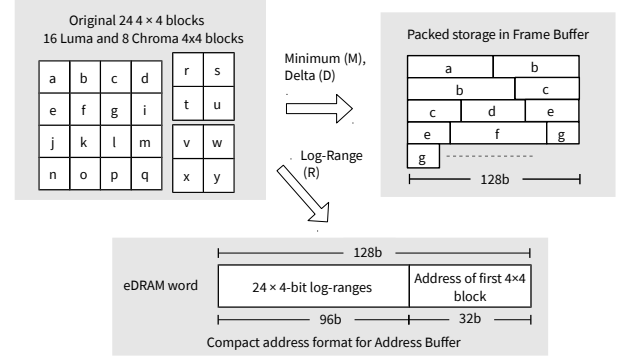 Original 24 4 × 4 blocks
16 Luma and 8 Chroma 4x4 blocks
a b c d
e f g i
j k l m
n o p q
r s
t u
v w
x y
Minimum (M),
Delta (D)
Log-Range
(R)
Packed storage in Frame Buffer
a b
b c
c d e
e f g
g
128b
128b
eDRAM word
24 × 4-bit log-ranges
Address of first 4×4
block
96b 32b
Compact address format for Address Buffer